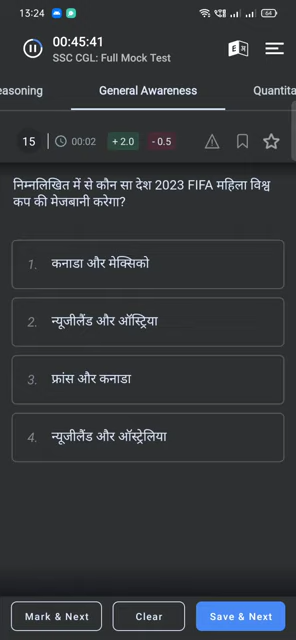 13:24
64
00:45:41
SSC CGL: Full Mock Test
easoning
General Awareness
Quantita
15
00:02
+ 2.0
- 0.5
निम्नलिखित में से कौन सा देश 2023 FIFA महिला विश्व
कप की मेजबानी करेगा?
1. कनाडा और मेक्सिको
2. न्यूजीलैंड और ऑस्ट्रिया
3. फ्रांस और कनाडा
4. न्यूजीलैंड और ऑस्ट्रेलिया
Mark & Next
Clear
Save & Next